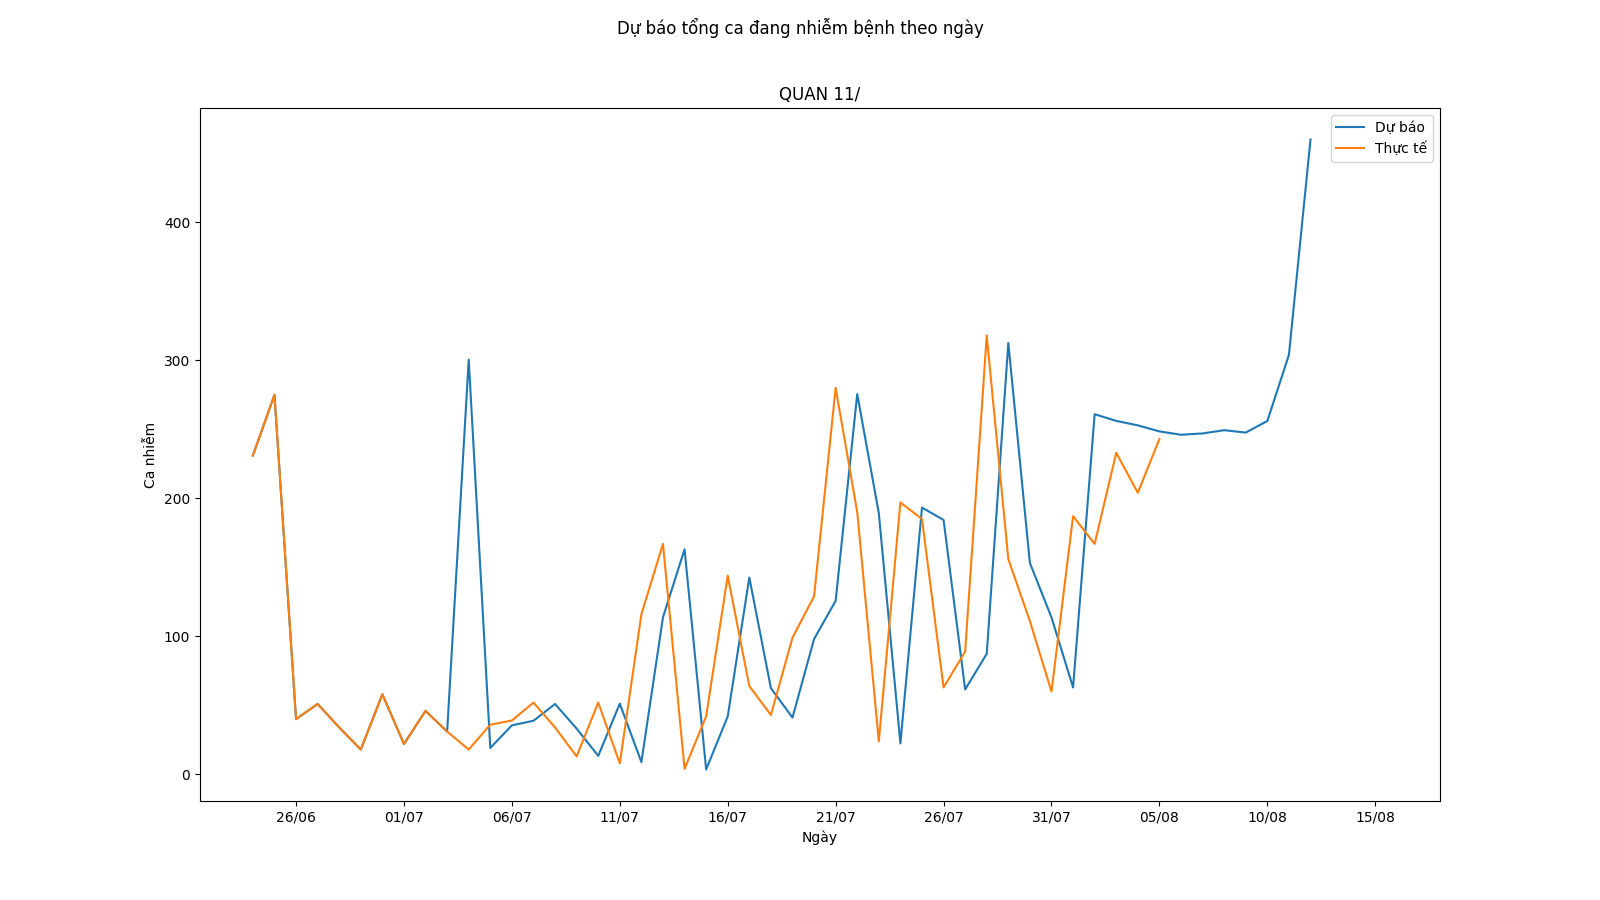 Dự báo tổng ca đang nhiễm bệnh theo ngày
QUAN 11/
Dự báo
Thực tế
Ca nhiễm
400
300
200
100
0
26/06 01/07 06/07 11/07 16/07 21/07 26/07 31/07 05/08 10/08 15/08
Ngày